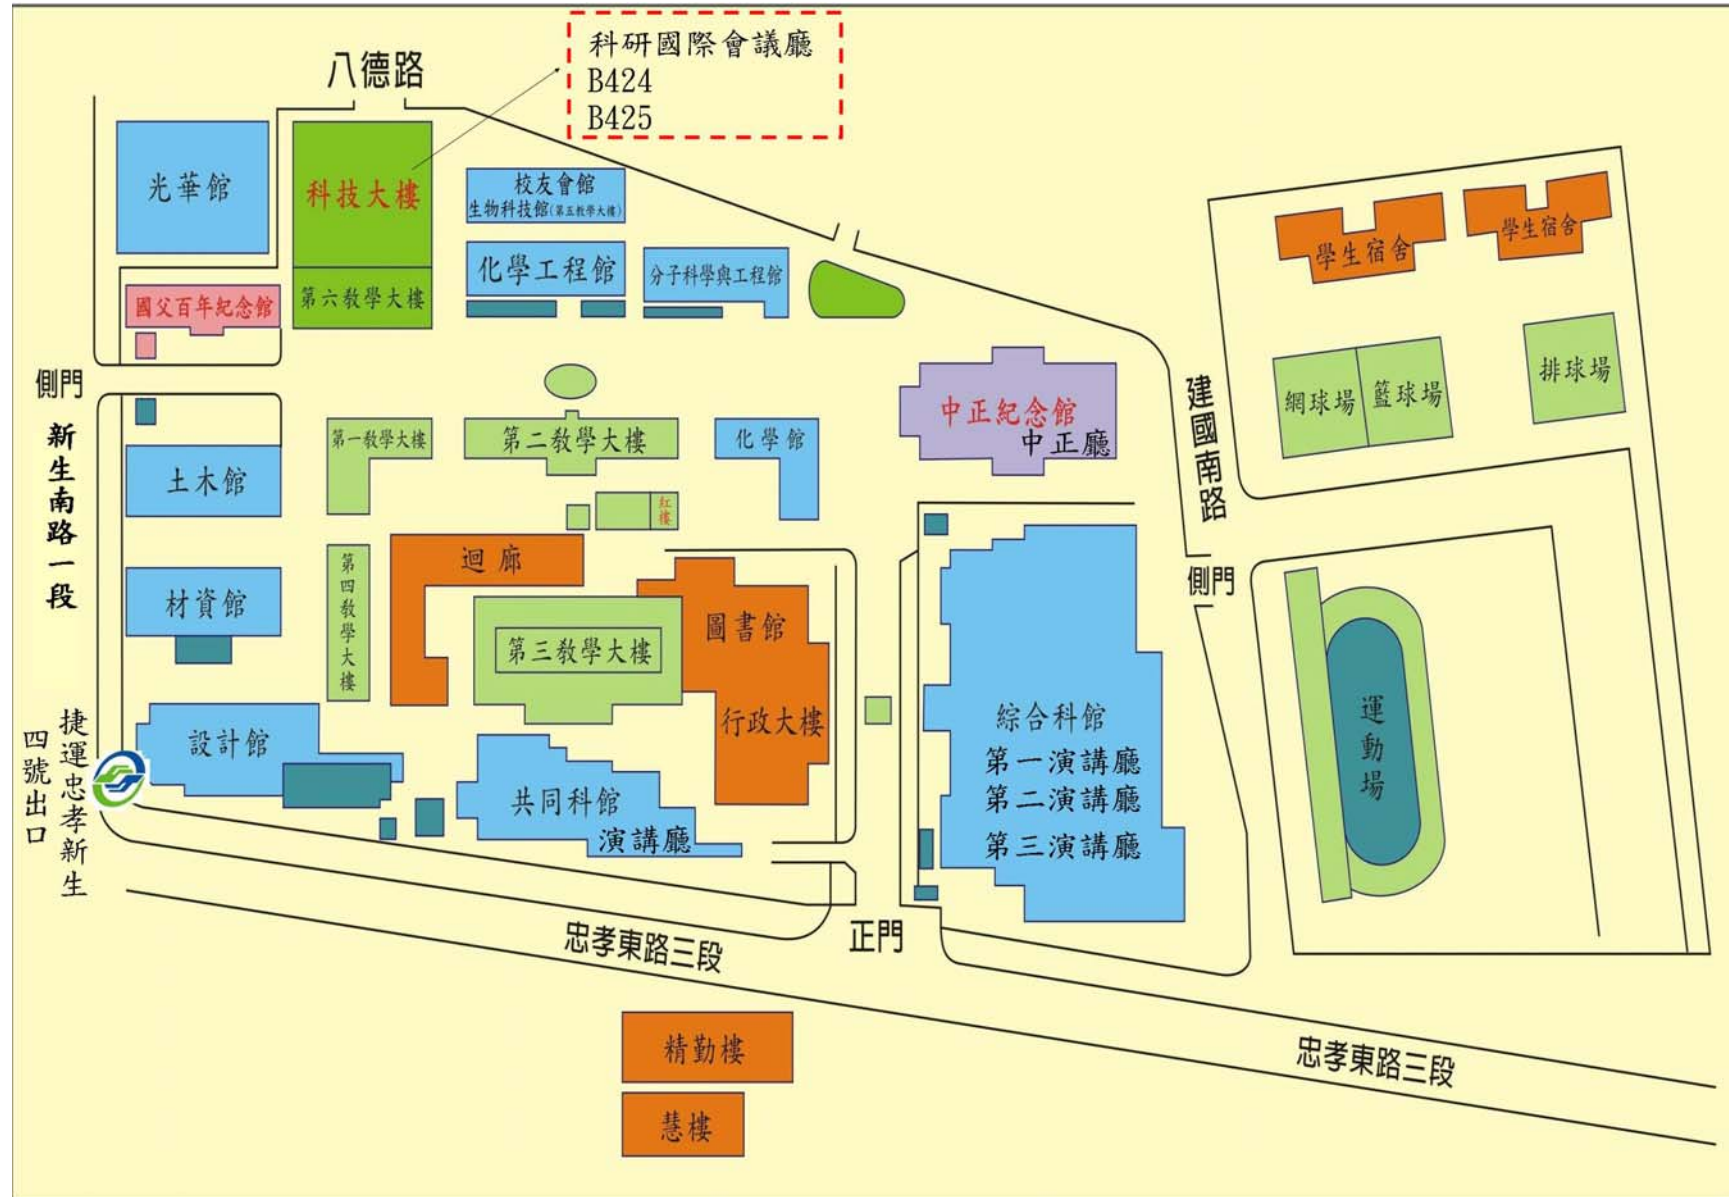 科研國際會議廳
B424
B425
八德路
光華館
科技大樓
校友會館
生物科技館(第五教學大樓)
化學工程館
分子科學與工程館
國父百年紀念館
第六教學大樓
學生宿舍
學生宿舍
網球場
籃球場
排球場
側門
新生南路一段
土木館
第一教學大樓
第二教學大樓
化學館
中正紀念館
中正廳
建國南路
側門
紅樓
材資館
第四教學大樓
迴廊
圖書館
第三教學大樓
行政大樓
綜合科館
第一演講廳
第二演講廳
第三演講廳
運動場
設計館
捷運忠孝新生
四號出口
共同科館
演講廳
忠孝東路三段
正門
精勤樓
慧樓
忠孝東路三段